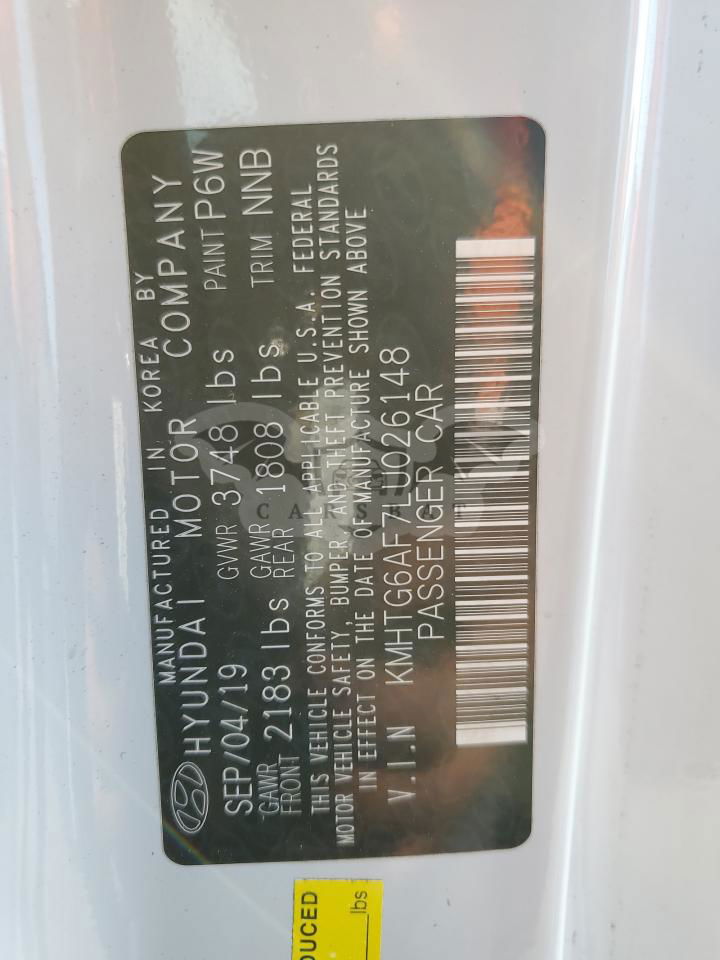 MANUFACTURED IN KOREA BY
HYUNDAI MOTOR COMPANY
SEP/04/19 GVWR 3748 lbs PAINT P6W
GAWR FRONT 2183 lbs GAWR REAR 1808 lbs TRIM NNB
THIS VEHICLE CONFORMS TO ALL APPLICABLE U.S.A. FEDERAL
MOTOR VEHICLE SAFETY, BUMPER, AND THEFT PREVENTION STANDARDS
IN EFFECT ON THE DATE OF MANUFACTURE SHOWN ABOVE
V.I.N KMHTG6AF7LU026148
PASSENGER CAR
CARSBAT
DUCED
lbs